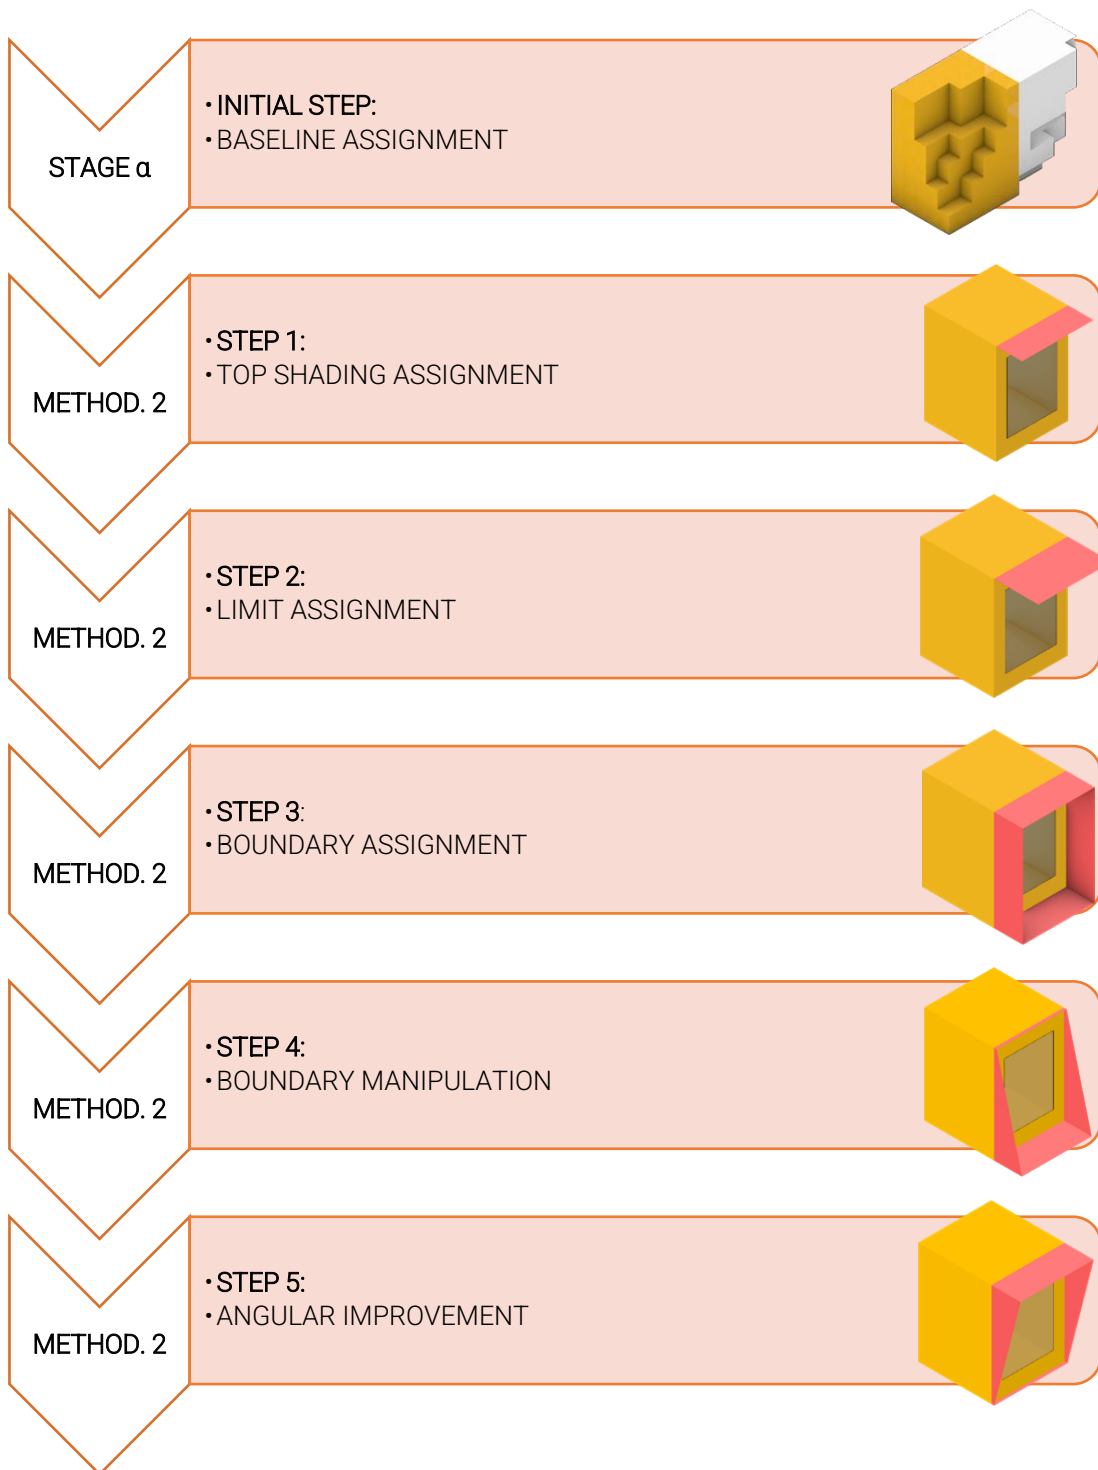 STAGE α
• INITIAL STEP:
• BASELINE ASSIGNMENT
METHOD. 2
• STEP 1:
• TOP SHADING ASSIGNMENT
METHOD. 2
• STEP 2:
• LIMIT ASSIGNMENT
METHOD. 2
• STEP 3:
• BOUNDARY ASSIGNMENT
METHOD. 2
• STEP 4:
• BOUNDARY MANIPULATION
METHOD. 2
• STEP 5:
• ANGULAR IMPROVEMENT